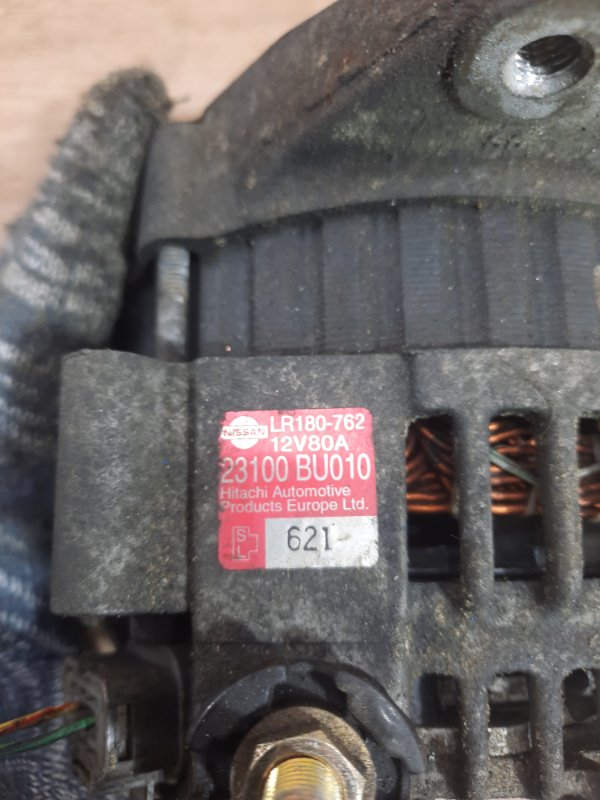 NISSAN
LR180-762
12V80A
23100 BU010
Hitachi Automotive
Products Europe Ltd.
S
L
621